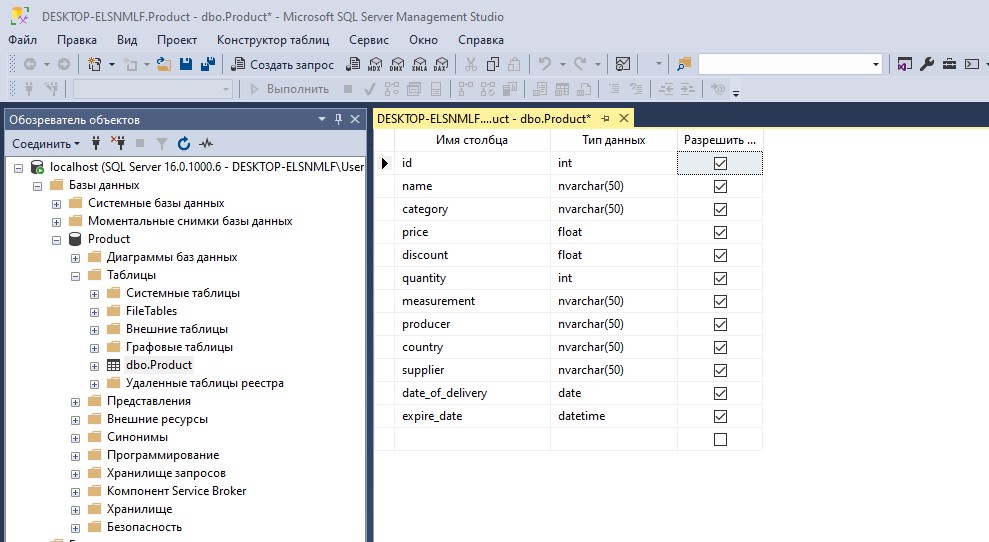 DESKTOP-ELSNMLF.Product - dbo.Product* - Microsoft SQL Server Management Studio
Файл Правка Вид Проект Конструктор таблиц Сервис Окно Справка
Создать запрос MDX DMX XMLA DAX
Выполнить
Обозреватель объектов
Соединить
localhost (SQL Server 16.0.1000.6 - DESKTOP-ELSNMLF\User
Базы данных
Системные базы данных
Моментальные снимки базы данных
Product
Диаграммы баз данных
Таблицы
Системные таблицы
FileTables
Внешние таблицы
Графовые таблицы
dbo.Product
Удаленные таблицы реестра
Представления
Внешние ресурсы
Синонимы
Программирование
Хранилище запросов
Компонент Service Broker
Хранилище
Безопасность
DESKTOP-ELSNMLF....uct - dbo.Product*
Имя столбца Тип данных Разрешить ...
id int
name nvarchar(50)
category nvarchar(50)
price float
discount float
quantity int
measurement nvarchar(50)
producer nvarchar(50)
country nvarchar(50)
supplier nvarchar(50)
date_of_delivery date
expire_date datetime